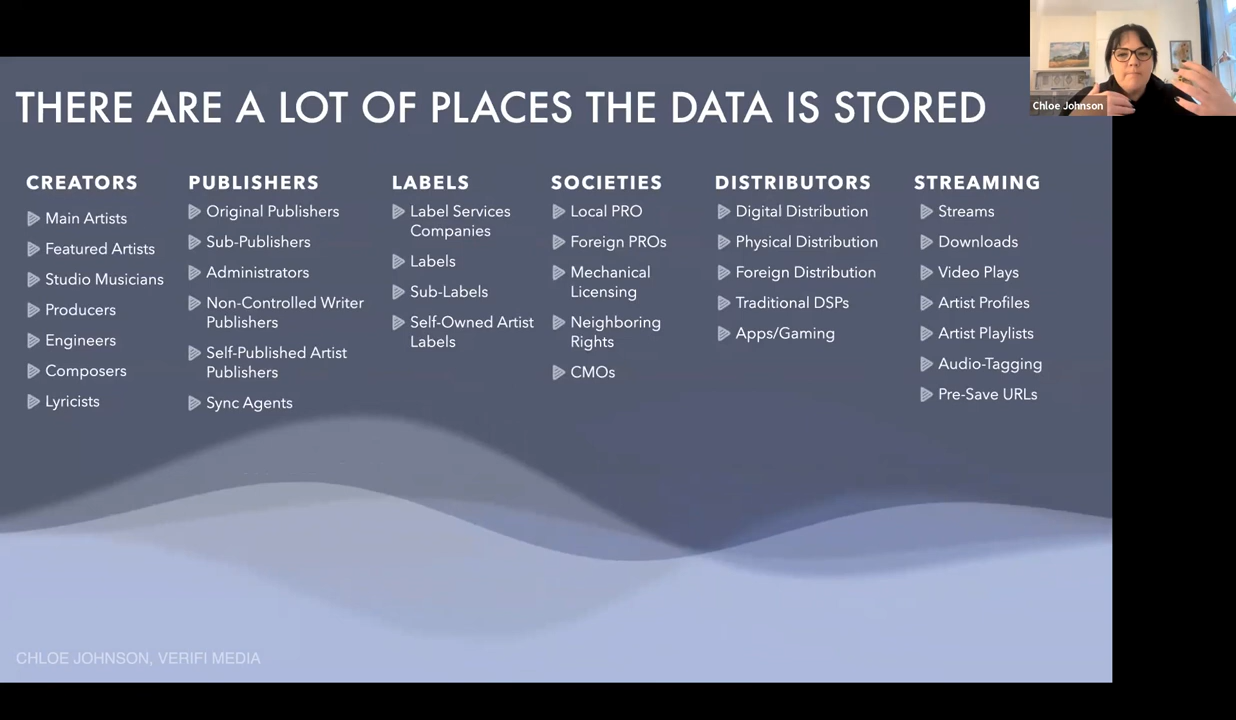 THERE ARE A LOT OF PLACES THE DATA IS STORED
Chloe Johnson
CREATORS
Main Artists
Featured Artists
Studio Musicians
Producers
Engineers
Composers
Lyricists
PUBLISHERS
Original Publishers
Sub-Publishers
Administrators
Non-Controlled Writer
Publishers
Self-Published Artist
Publishers
Sync Agents
LABELS
Label Services
Companies
Labels
Sub-Labels
Self-Owned Artist
Labels
SOCIETIES
Local PRO
Foreign PROs
Mechanical
Licensing
Neighboring
Rights
CMOs
DISTRIBUTORS
Digital Distribution
Physical Distribution
Foreign Distribution
Traditional DSPs
Apps/Gaming
STREAMING
Streams
Downloads
Video Plays
Artist Profiles
Artist Playlists
Audio-Tagging
Pre-Save URLs
CHLOE JOHNSON, VERIFI MEDIA